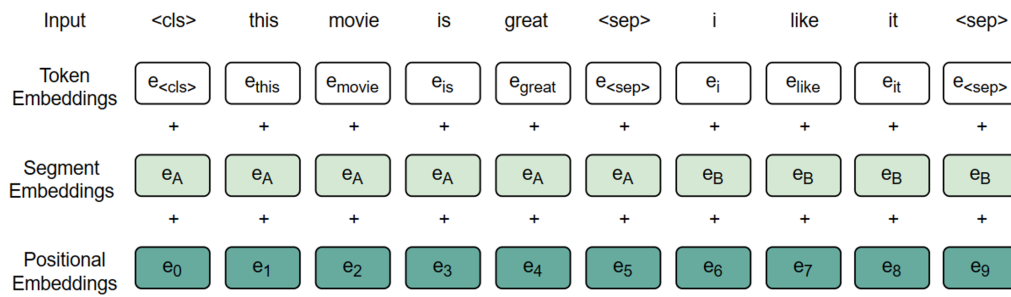 Input <cls> this movie is great <sep> i like it <sep>
Token Embeddings e<cls> ethis emovie eis egreat e<sep> ei elike eit e<sep>
+ + + + + + + + + +
Segment Embeddings eA eA eA eA eA eA eB eB eB eB
+ + + + + + + + + +
Positional Embeddings e0 e1 e2 e3 e4 e5 e6 e7 e8 e9